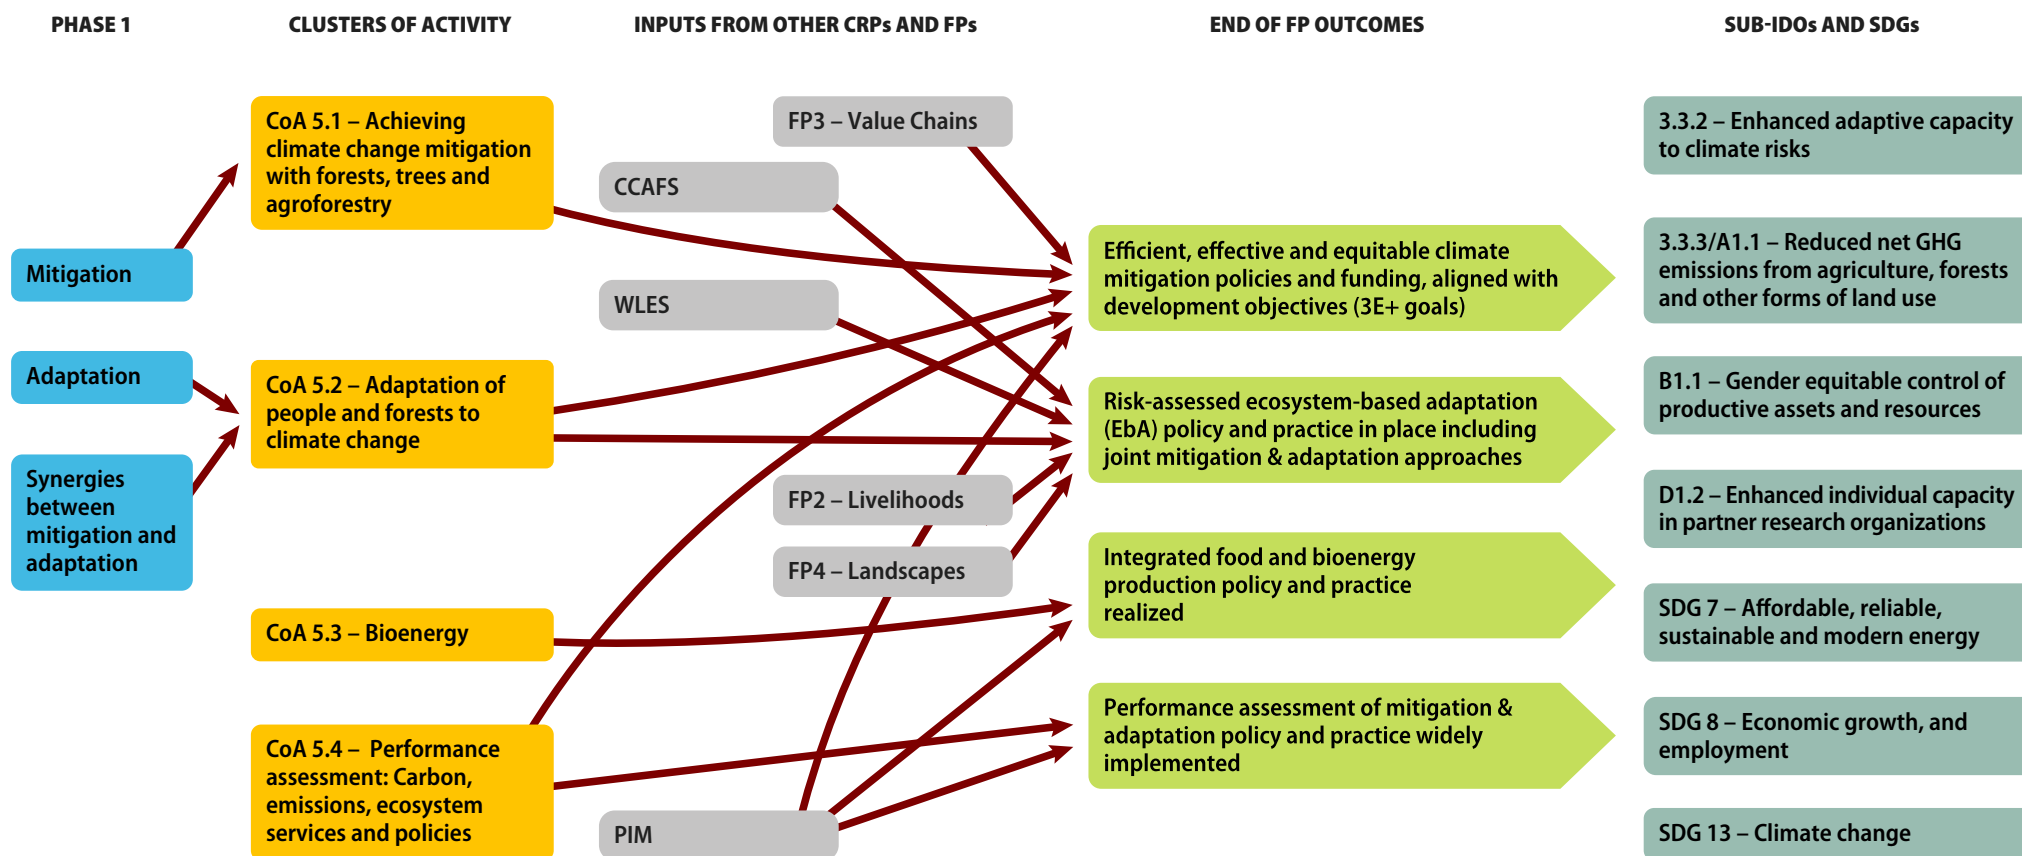 PHASE 1
CLUSTERS OF ACTIVITY
INPUTS FROM OTHER CRPs AND FPs
END OF FP OUTCOMES
SUB-IDOs AND SDGs
Mitigation
Adaptation
Synergies
between
mitigation and
adaptation
CoA 5.1 – Achieving
climate change mitigation
with forests, trees and
agroforestry
CoA 5.2 – Adaptation of
people and forests to
climate change
CoA 5.3 – Bioenergy
CoA 5.4 –  Performance
assessment: Carbon,
emissions, ecosystem
services and policies
FP3 – Value Chains
CCAFS
WLES
FP2 – Livelihoods
FP4 – Landscapes
PIM
Efficient, effective and equitable climate
mitigation policies and funding, aligned with
development objectives (3E+ goals)
Risk-assessed ecosystem-based adaptation
(EbA) policy and practice in place including
joint mitigation & adaptation approaches
Integrated food and bioenergy
production policy and practice
realized
Performance assessment of mitigation &
adaptation policy and practice widely
implemented
3.3.2 – Enhanced adaptive capacity
to climate risks
3.3.3/A1.1 – Reduced net GHG
emissions from agriculture, forests
and other forms of land use
B1.1 – Gender equitable control of
productive assets and resources
D1.2 – Enhanced individual capacity
in partner research organizations
SDG 7 – Affordable, reliable,
sustainable and modern energy
SDG 8 – Economic growth, and
employment
SDG 13 – Climate change